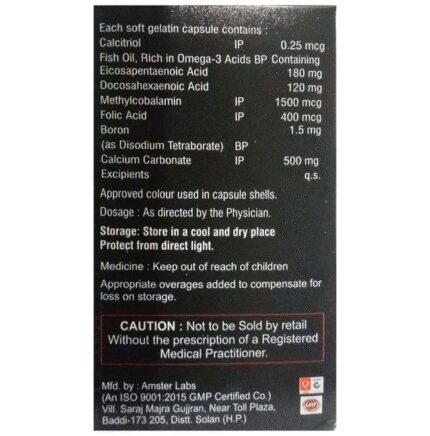 Each soft gelatin capsule contains :
Calcitriol IP 0.25 mcg
Fish Oil, Rich in Omega-3 Acids BP Containing
Eicosapentaenoic Acid 180 mg
Docosahexaenoic Acid 120 mg
Methylcobalamin IP 1500 mcg
Folic Acid IP 400 mcg
Boron 1.5 mg
(as Disodium Tetraborate) BP
Calcium Carbonate IP 500 mg
Excipients q.s.
Approved colour used in capsule shells.
Dosage : As directed by the Physician.
Storage: Store in a cool and dry place
Protect from direct light.
Medicine : Keep out of reach of children
Appropriate overages added to compensate for
loss on storage.
CAUTION : Not to be Sold by retail
Without the prescription of a Registered
Medical Practitioner.
Mfd. by : Amster Labs
(An ISO 9001:2015 GMP Certified Co.)
Vill. Saraj Majra Gujjran, Near Toll Plaza,
Baddi-173 205, Distt. Solan (H.P.)